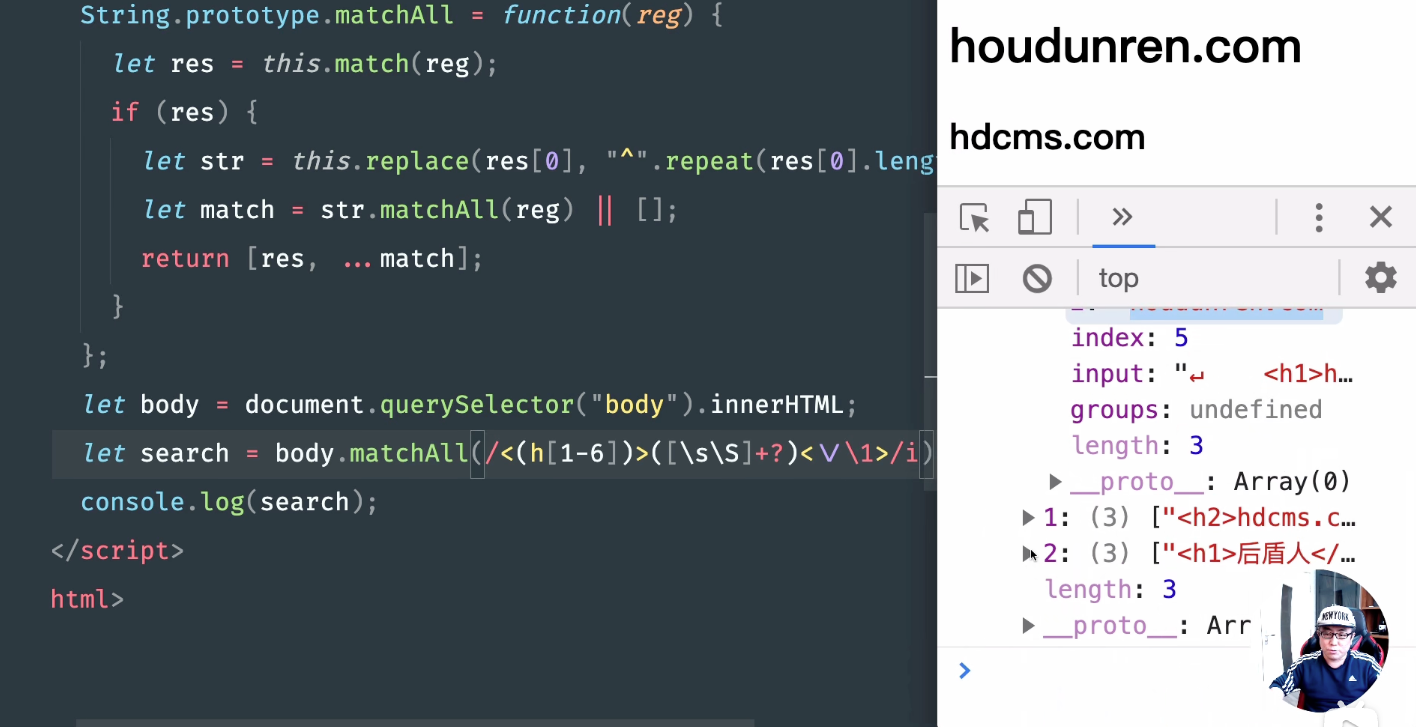 String.prototype.matchAll = function(reg) {
let res = this.match(reg);
if (res) {
let str = this.replace(res[0], "^".repeat(res[0].leng
let match = str.matchAll(reg) || [];
return [res, ...match];
}
};
let body = document.querySelector("body").innerHTML;
let search = body.matchAll(/<(h[1-6])>([\s\S]+?)<\/\1>/i)
console.log(search);
</script>
html>
houdunren.com
hdcms.com
top
index: 5
input: "↵ <h1>h…
groups: undefined
length: 3
__proto__: Array(0)
1: (3) ["<h2>hdcms.c…
2: (3) ["<h1>后盾人</…
length: 3
__proto__: Arr
NEW YORK